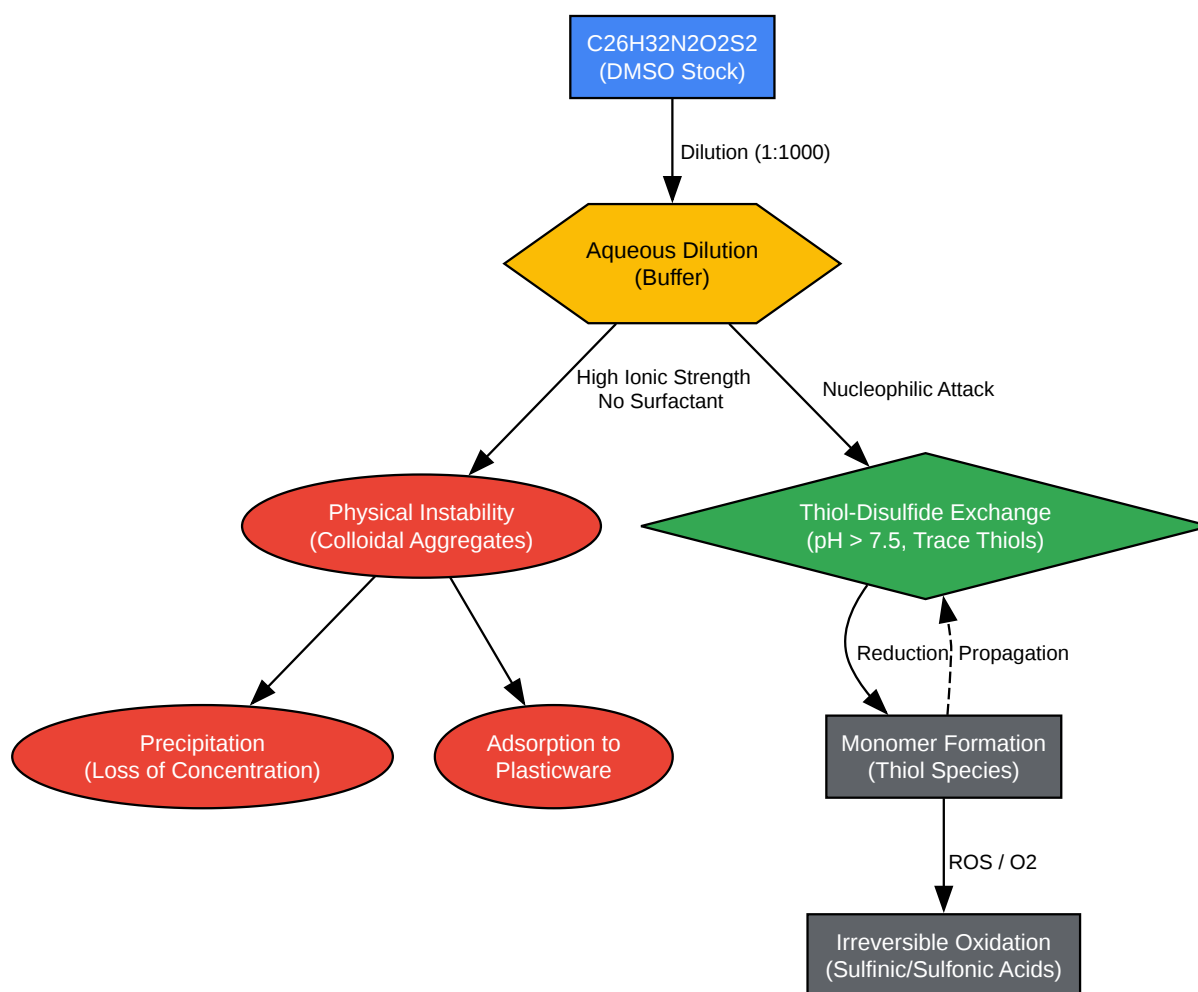 C26H32N2O2S2
(DMSO Stock)
Dilution (1:1000)
Aqueous Dilution
(Buffer)
High Ionic Strength
No Surfactant
Nucleophilic Attack
Physical Instability
(Colloidal Aggregates)
Thiol-Disulfide Exchange
(pH > 7.5, Trace Thiols)
Reduction
Propagation
Precipitation
(Loss of Concentration)
Adsorption to
Plasticware
Monomer Formation
(Thiol Species)
ROS / O2
Irreversible Oxidation
(Sulfinic/Sulfonic Acids)